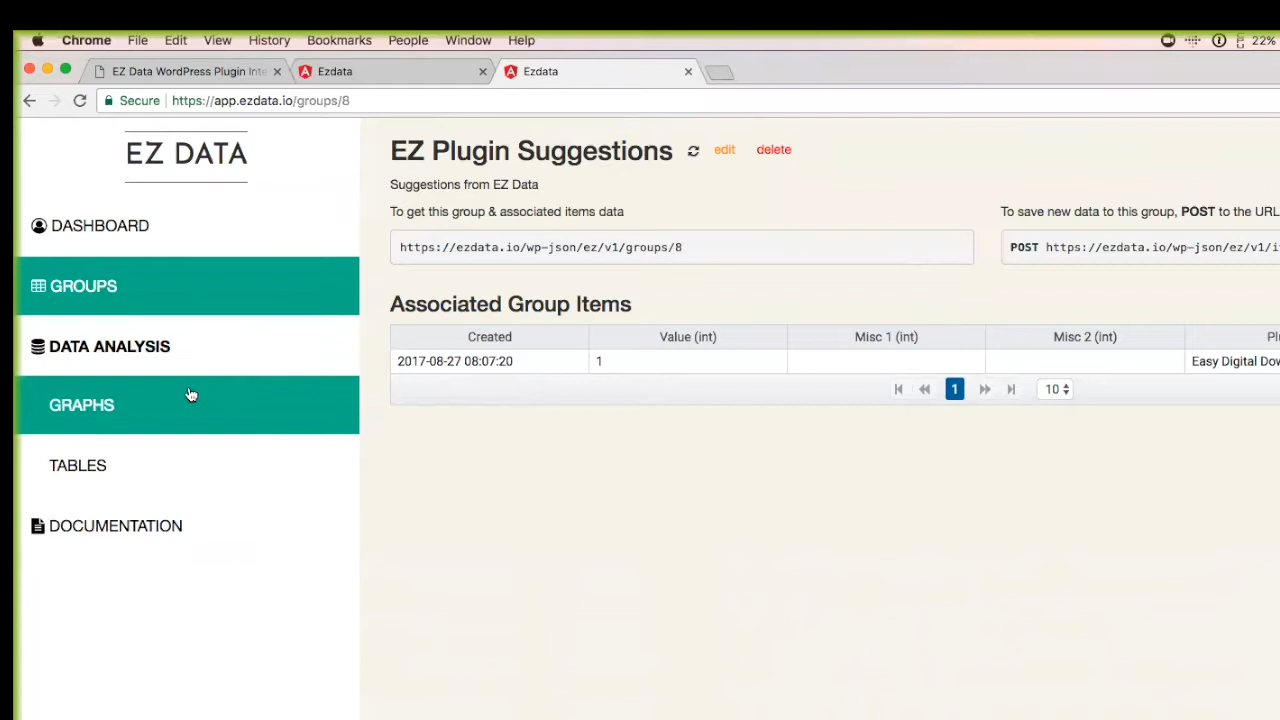 Chrome File Edit View History Bookmarks People Window Help 22%
EZ Data WordPress Plugin Inte Ezdata Ezdata
Secure https://app.ezdata.io/groups/8
EZ DATA
DASHBOARD
GROUPS
DATA ANALYSIS
GRAPHS
TABLES
DOCUMENTATION
EZ Plugin Suggestions edit delete
Suggestions from EZ Data
To get this group & associated items data
https://ezdata.io/wp-json/ez/v1/groups/8
To save new data to this group, POST to the URL
POST https://ezdata.io/wp-json/ez/v1/i
Associated Group Items
Created Value (int) Misc 1 (int) Misc 2 (int) Pl
2017-08-27 08:07:20 1 Easy Digital Dow
1 10